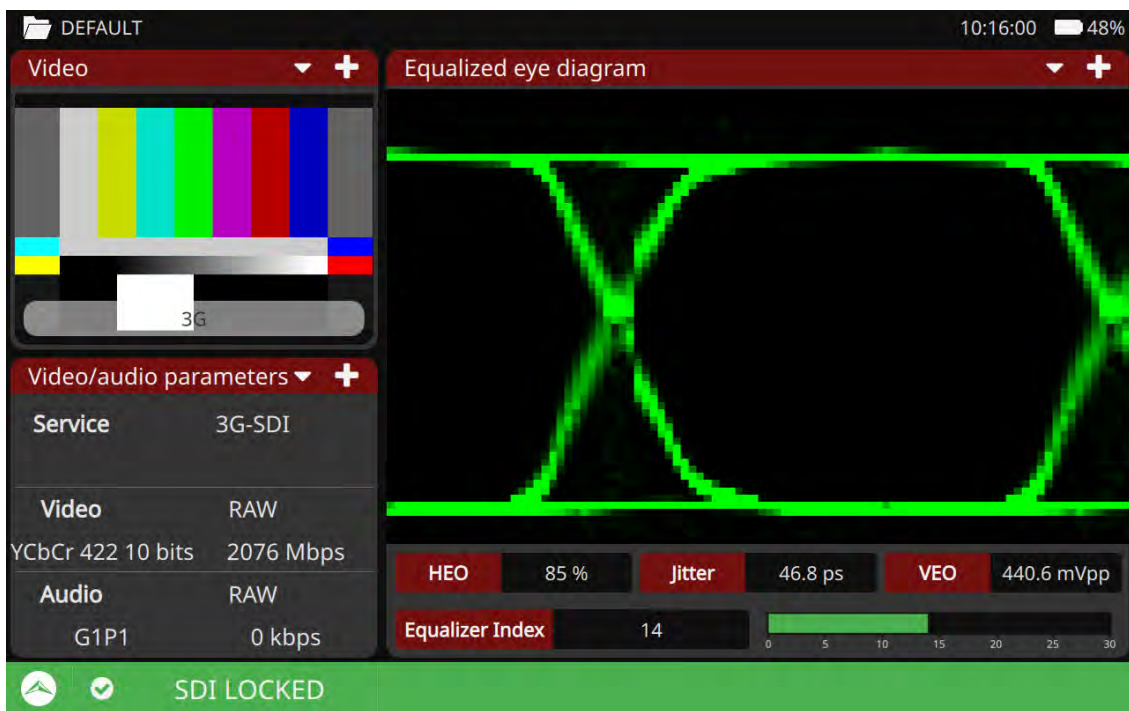 DEFAULT
10:16:00 48%
Video
3G
Video/audio parameters
Service 3G-SDI
Video RAW
YCbCr 422 10 bits 2076 Mbps
Audio RAW
G1P1 0 kbps
Equalized eye diagram
HEO 85 % Jitter 46.8 ps VEO 440.6 mVpp
Equalizer Index 14
0 5 10 15 20 25 30
SDI LOCKED